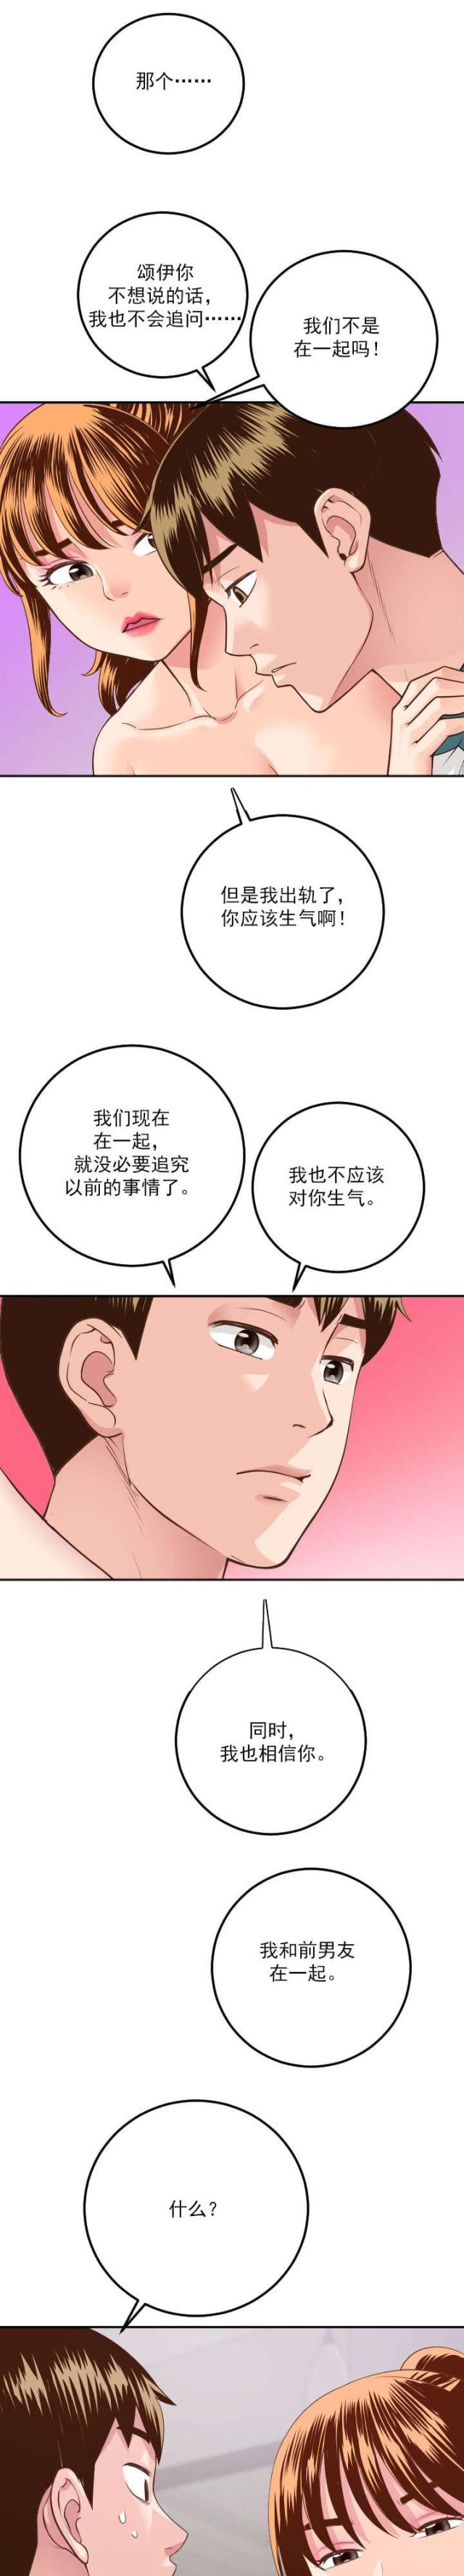 那个……
颂伊你
不想说的话，
我也不会追问……
我们不是
在一起吗！
但是我出轨了，
你应该生气啊！
我们现在
在一起，
就没必要追究
以前的事情了。
我也不应该
对你生气。
同时，
我也相信你。
我和前男友
在一起。
什么？